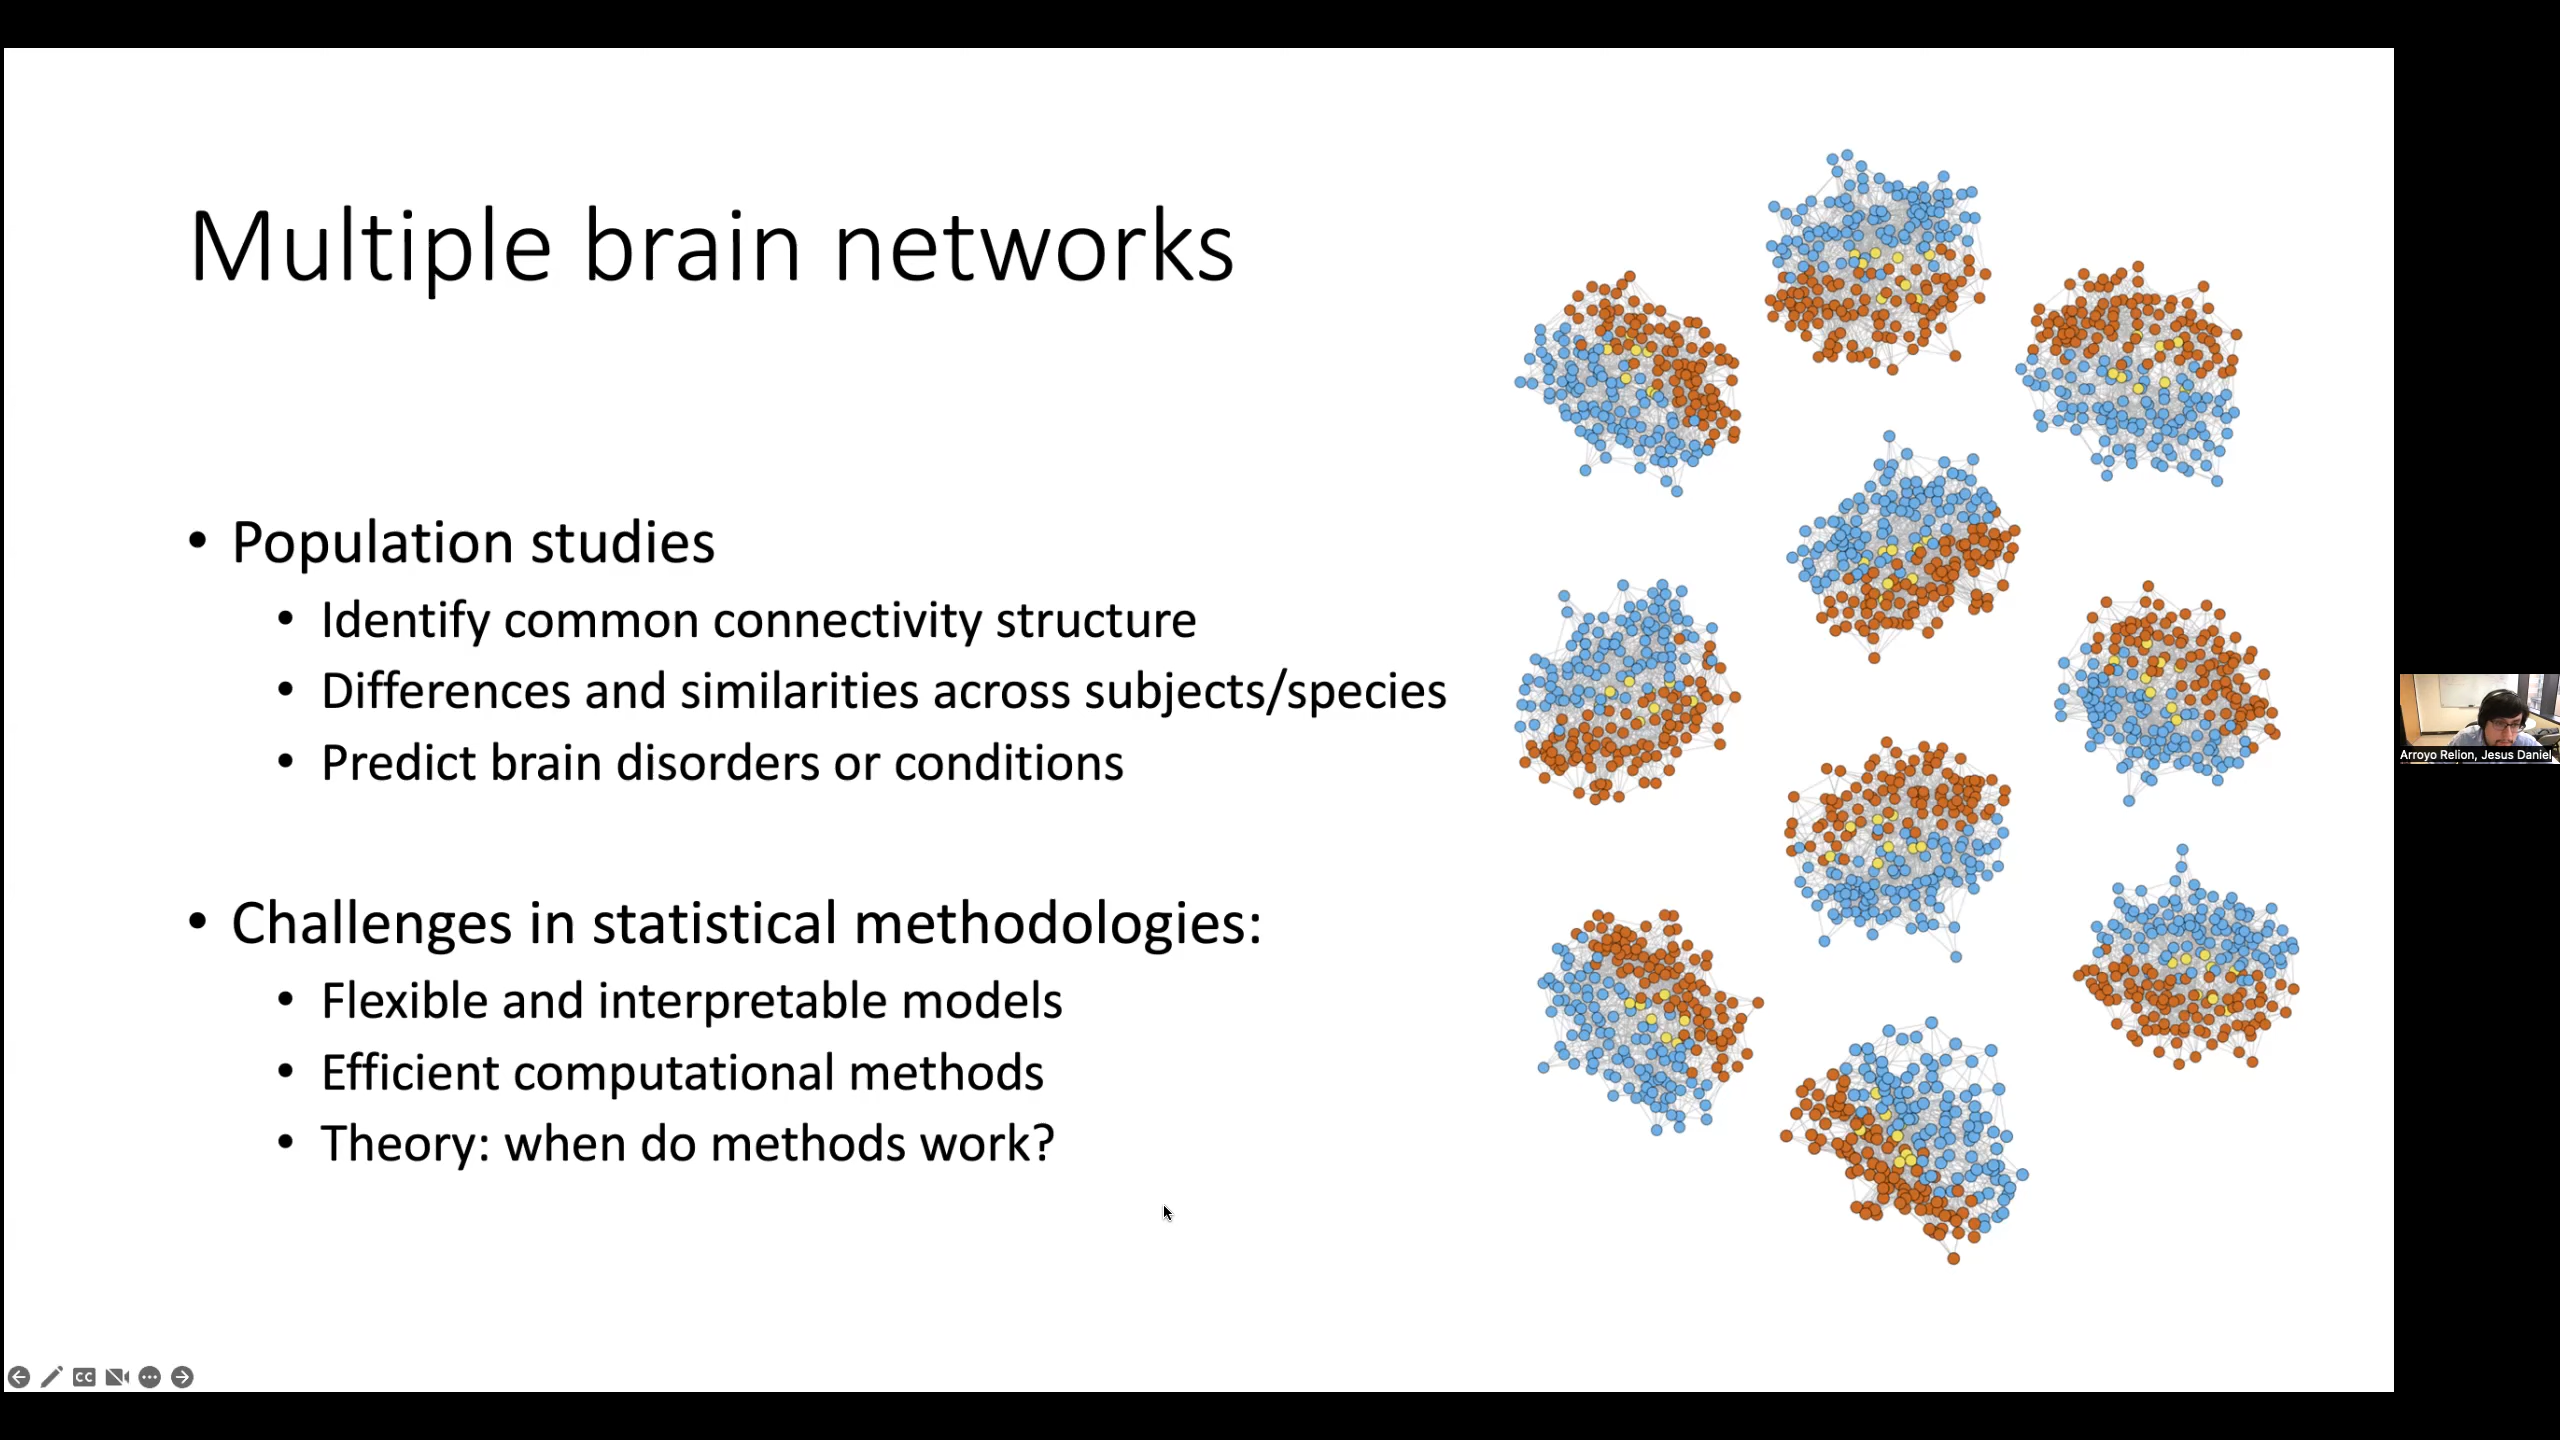 Multiple brain networks
• Population studies
• Identify common connectivity structure
• Differences and similarities across subjects/species
• Predict brain disorders or conditions
• Challenges in statistical methodologies:
• Flexible and interpretable models
• Efficient computational methods
• Theory: when do methods work?
Arroyo Relion, Jesus Daniel
CC